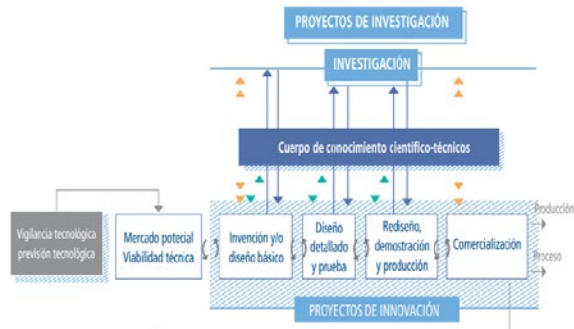 PROYECTOS DE INVESTIGACIÓN
INVESTIGACIÓN
Cuerpo de conocimiento científico-técnicos
Producción
Vigilancia tecnológica
previsión tecnológica
Mercado potecial
Viabilidad técnica
Invención y/o
diseño básico
Diseño
detallado
y prueba
Rediseño,
demostración
y producción
Comercialización
Proceso
PROYECTOS DE INNOVACIÓN